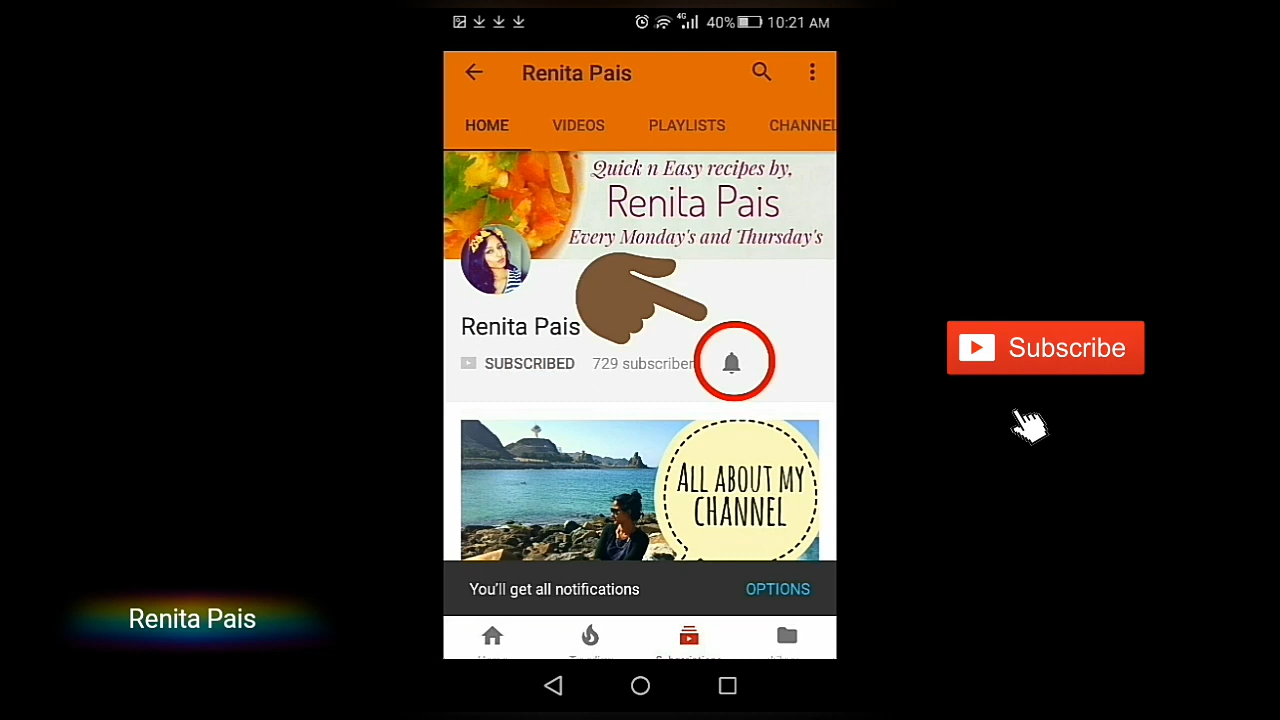 4G 40% 10:21 AM
Renita Pais
HOME VIDEOS PLAYLISTS CHANNEL
Quick n Easy recipes by,
Renita Pais
Every Monday's and Thursday's
Renita Pais
SUBSCRIBED 729 subscriber
Subscribe
ALL ABOUT MY
CHANNEL
You'll get all notifications OPTIONS
Renita Pais